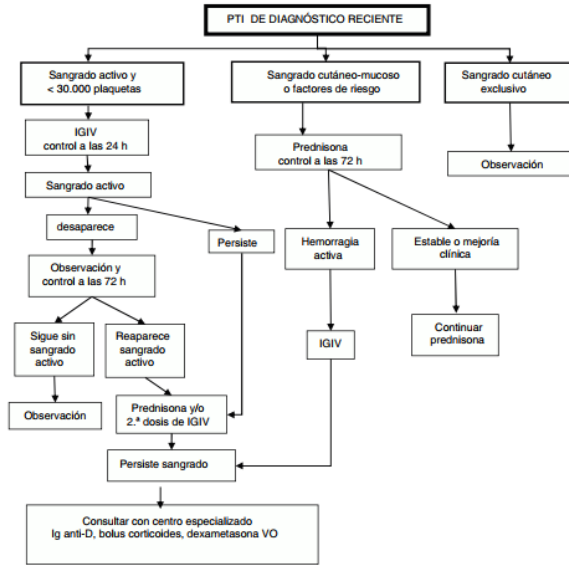 PTI DE DIAGNÓSTICO RECIENTE
Sangrado activo y
< 30.000 plaquetas
Sangrado cutáneo-mucoso
o factores de riesgo
Sangrado cutáneo
exclusivo
IGIV
control a las 24 h
Prednisona
control a las 72 h
Observación
Sangrado activo
desaparece
Persiste
Hemorragia
activa
Estable o mejoría
clínica
Observación y
control a las 72 h
Sigue sin
sangrado
activo
Reaparece
sangrado
activo
IGIV
Continuar
prednisona
Observación
Prednisona y/o
2.ª dosis de IGIV
Persiste sangrado
Consultar con centro especializado
Ig anti-D, bolus corticoides, dexametasona VO